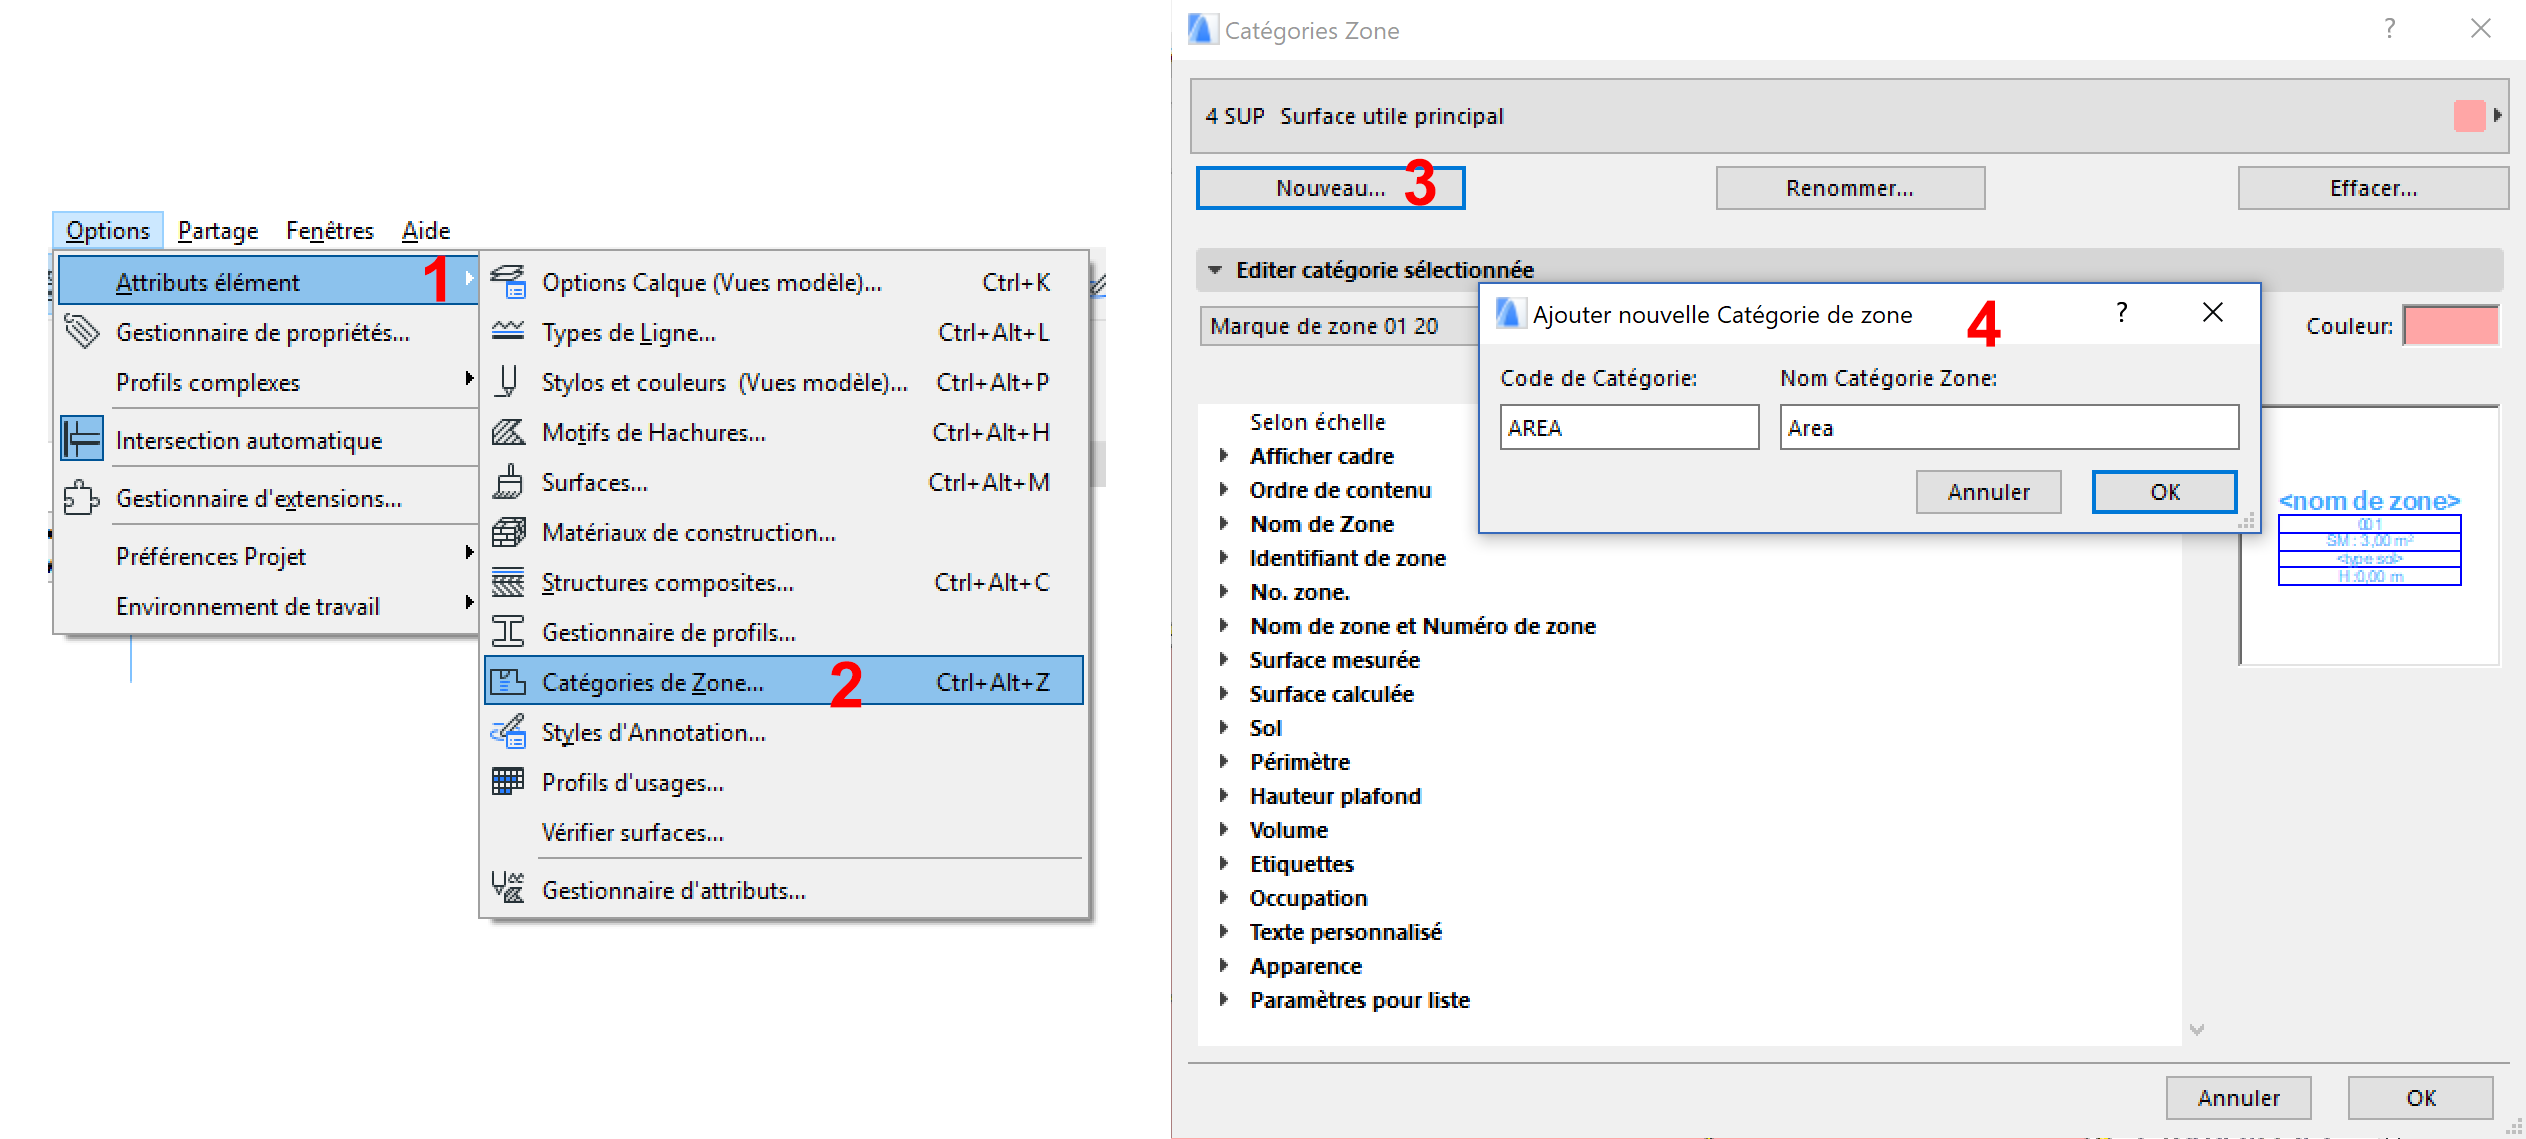 Options Partage Fenêtres Aide
Attributs élément 1
Gestionnaire de propriétés...
Profils complexes
Intersection automatique
Gestionnaire d'extensions...
Préférences Projet
Environnement de travail
Options Calque (Vues modèle)... Ctrl+K
Types de Ligne... Ctrl+Alt+L
Stylos et couleurs (Vues modèle)... Ctrl+Alt+P
Motifs de Hachures... Ctrl+Alt+H
Surfaces... Ctrl+Alt+M
Matériaux de construction...
Structures composites... Ctrl+Alt+C
Gestionnaire de profils...
Catégories de Zone... 2 Ctrl+Alt+Z
Styles d'Annotation...
Profils d'usages...
Vérifier surfaces...
Gestionnaire d'attributs...
Catégories Zone ?
4 SUP Surface utile principal
Nouveau... 3 Renommer... Effacer...
Editer catégorie sélectionnée
Marque de zone 01 20
Couleur:
Ajouter nouvelle Catégorie de zone 4 ?
Code de Catégorie: Nom Catégorie Zone:
AREA Area
Annuler OK
Selon échelle
Afficher cadre
Ordre de contenu
Nom de Zone
Identifiant de zone
No. zone.
Nom de zone et Numéro de zone
Surface mesurée
Surface calculée
Sol
Périmètre
Hauteur plafond
Volume
Etiquettes
Occupation
Texte personnalisé
Apparence
Paramètres pour liste
<nom de zone>
001
SM : 3,00 m²
<type sol>
H :0,00 m
Annuler OK